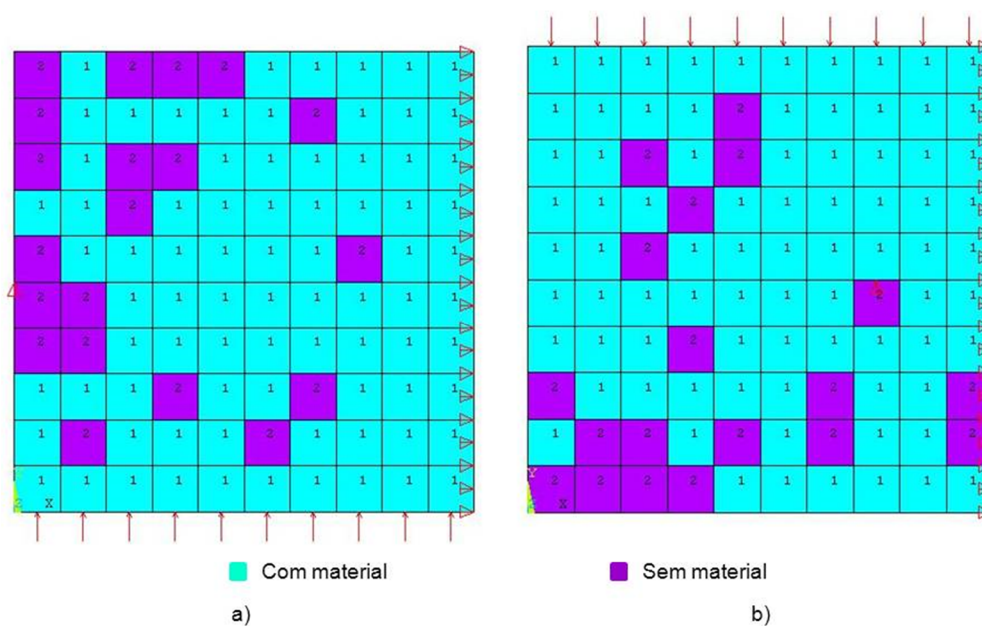 2 1 2 2 2 1 1 1 1 1
2 1 1 1 1 1 2 1 1 1
2 1 2 2 1 1 1 1 1 1
1 1 2 1 1 1 1 1 1 1
2 1 1 1 1 1 1 2 1 1
2 2 1 1 1 1 1 1 1 1
2 2 1 1 1 1 1 1 1 1
1 1 1 2 1 1 2 1 1 1
1 2 1 1 1 2 1 1 1 1
1 1 1 1 1 1 1 1 1 1
Z X
1 1 1 1 1 1 1 1 1 1
1 1 1 1 2 1 1 1 1 1
1 1 2 1 2 1 1 1 1 1
1 1 1 2 1 1 1 1 1 1
1 1 2 1 1 1 1 1 1 1
1 1 1 1 1 1 1 2 1 1
1 1 1 2 1 1 1 1 1 1
2 1 1 1 1 1 2 1 1 2
1 2 2 1 2 1 2 1 1 2
Y
2 2 2 2 1 1 1 1 1 1
X
Com material
Sem material
a)
b)